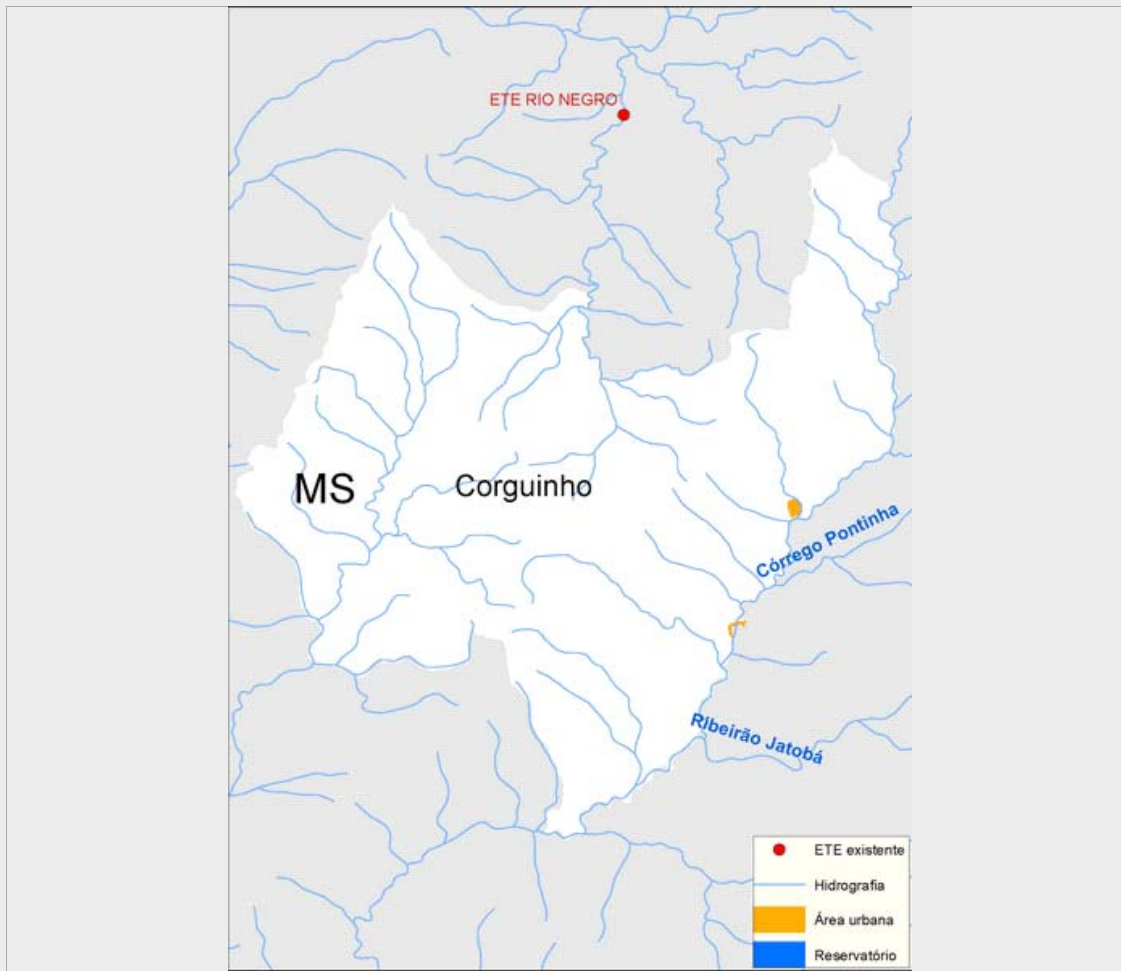 ETE RIO NEGRO
MS
Corguinho
Córrego Pontinha
RIbeirão Jatobá
ETE existente
Hidrografia
Área urbana
Reservatório